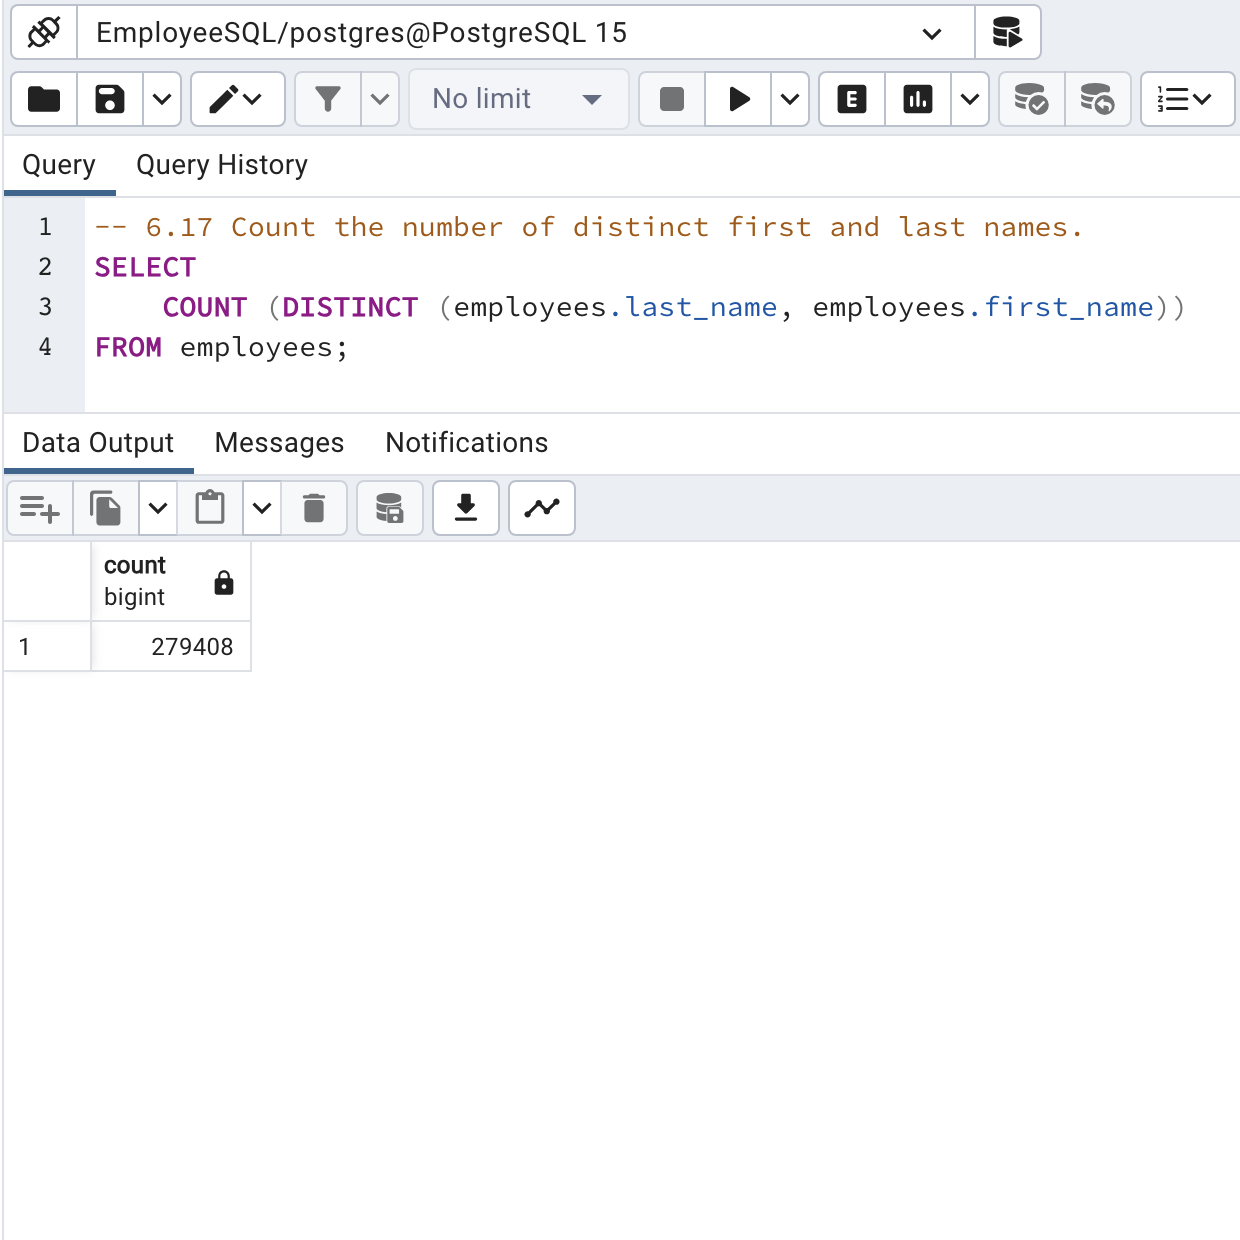 EmployeeSQL/postgres@PostgreSQL 15
No limit
E
Query Query History
1 -- 6.17 Count the number of distinct first and last names.
2 SELECT
3 COUNT (DISTINCT (employees.last_name, employees.first_name))
4 FROM employees;
Data Output Messages Notifications
count
bigint
1 279408